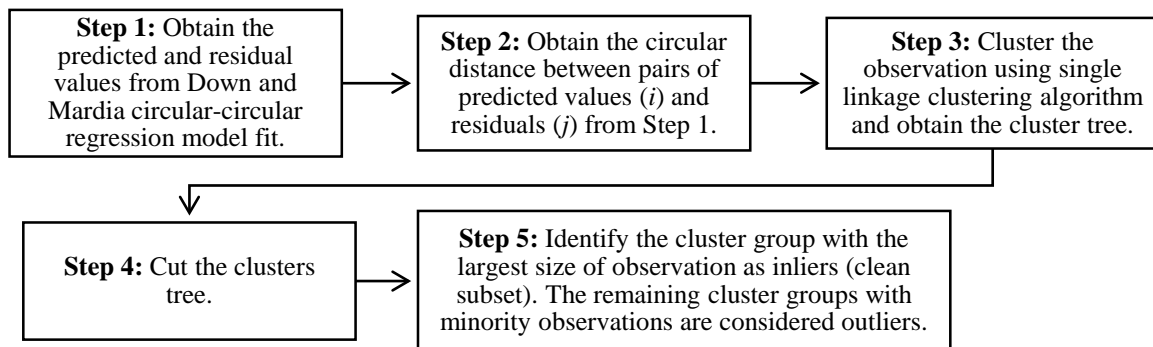 Step 1: Obtain the
predicted and residual
values from Down and
Mardia circular-circular
regression model fit.
Step 2: Obtain the circular
distance between pairs of
predicted values (i) and
residuals (j) from Step 1.
Step 3: Cluster the
observation using single
linkage clustering algorithm
and obtain the cluster tree.
Step 4: Cut the clusters
tree.
Step 5: Identify the cluster group with the
largest size of observation as inliers (clean
subset). The remaining cluster groups with
minority observations are considered outliers.